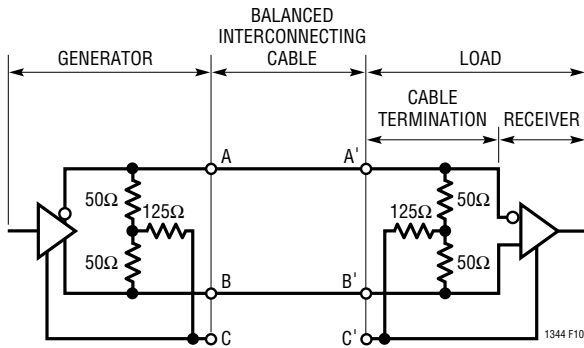 BALANCED
INTERCONNECTING
CABLE
GENERATOR
LOAD
CABLE
TERMINATION
RECEIVER
A
A'
50Ω
125Ω
50Ω
50Ω
125Ω
50Ω
B
B'
C
C'
1344 F10